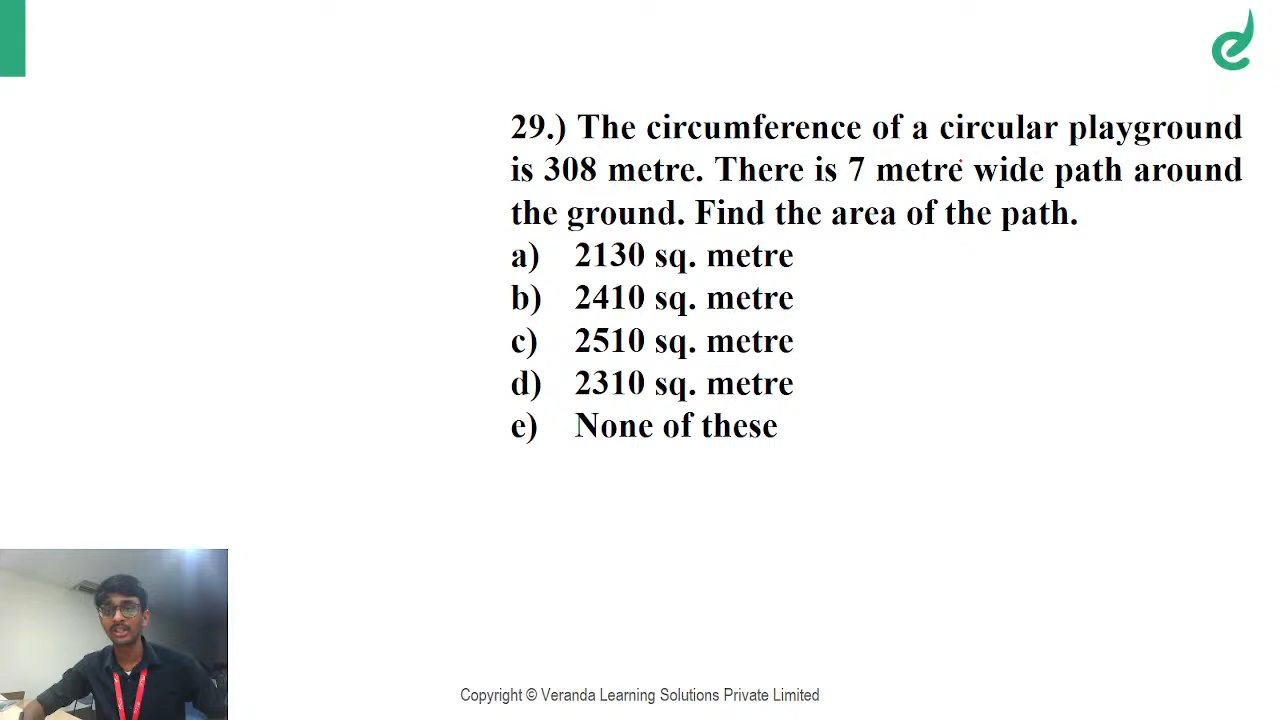 29.) The circumference of a circular playground
is 308 metre. There is 7 metre wide path around
the ground. Find the area of the path.
a) 2130 sq. metre
b) 2410 sq. metre
c) 2510 sq. metre
d) 2310 sq. metre
e) None of these
Copyright © Veranda Learning Solutions Private Limited